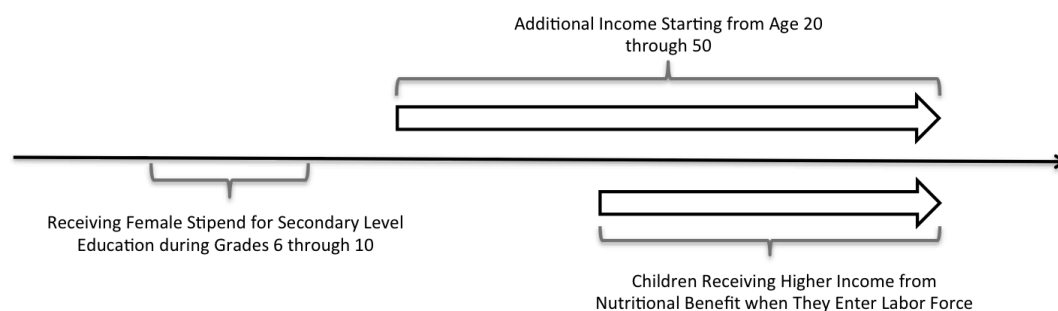 Additional Income Starting from Age 20
through 50
Receiving Female Stipend for Secondary Level
Education during Grades 6 through 10
Children Receiving Higher Income from
Nutritional Benefit when They Enter Labor Force